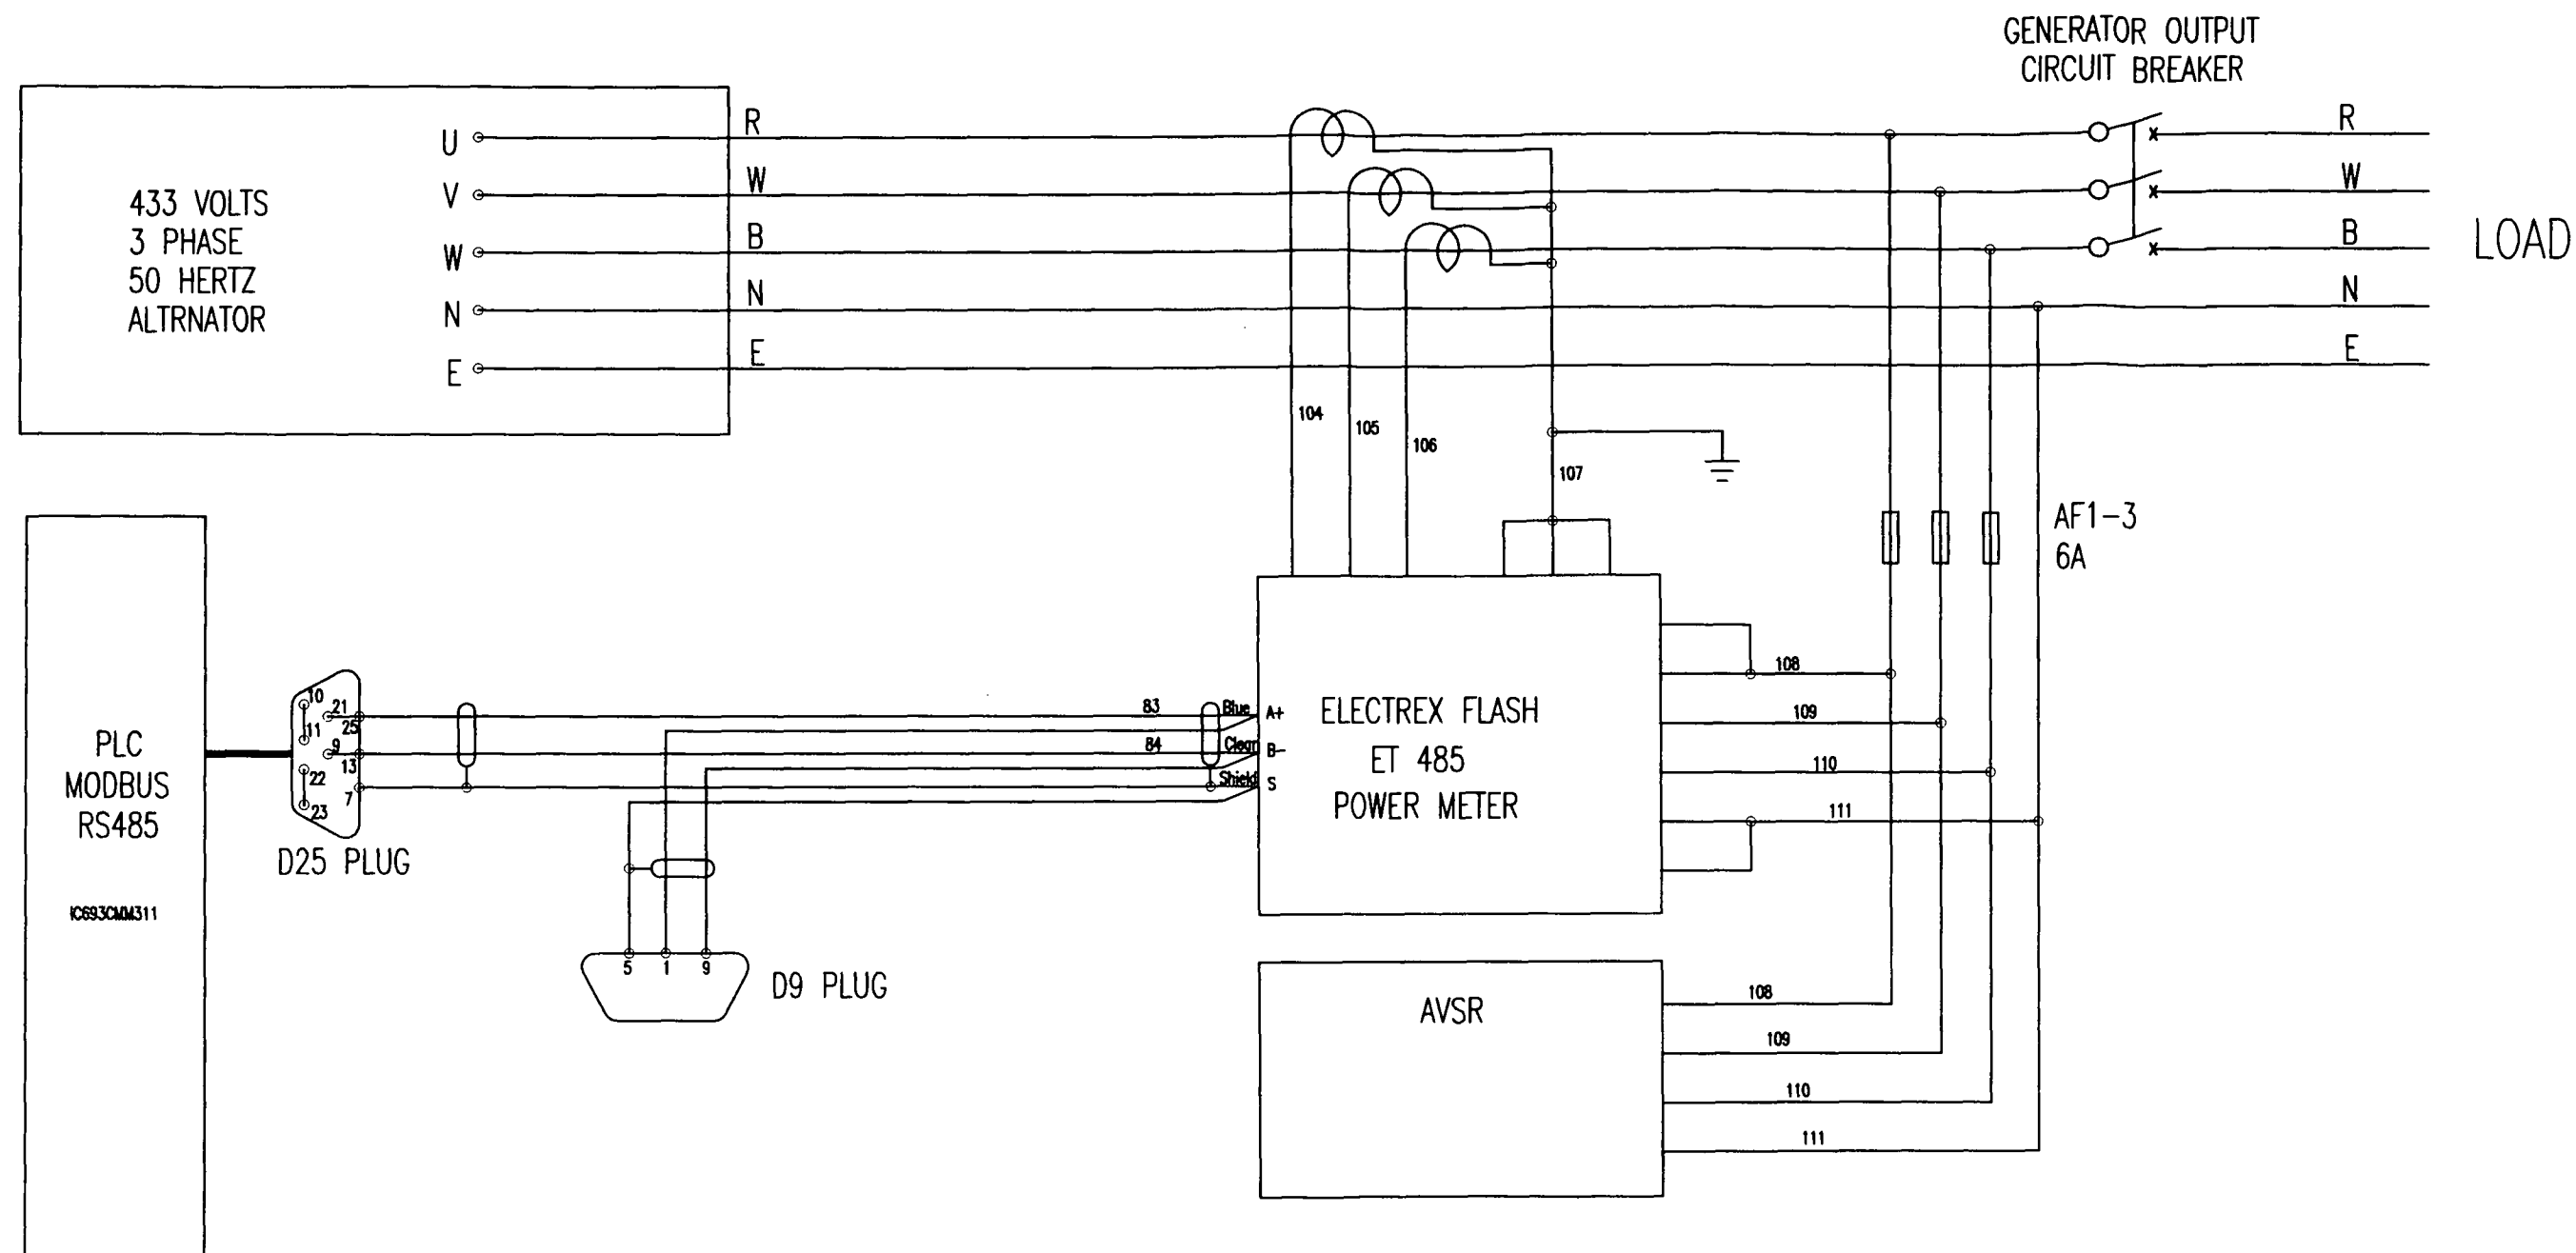 GENERATOR OUTPUT
CIRCUIT BREAKER
433 VOLTS
3 PHASE
50 HERTZ
ALTRNATOR
U
V
W
N
E
R
W
B
N
E
R
W
B
N
E
LOAD
104
105
106
107
AF1-3
6A
PLC
MODBUS
RS485
IC693CMM311
10
11
21
25
9
13
22
23
7
D25 PLUG
83
84
Blue
Clear
Shield
A+
B-
S
ELECTREX FLASH
ET 485
POWER METER
108
109
110
111
5 1 9
D9 PLUG
AVSR
108
109
110
111